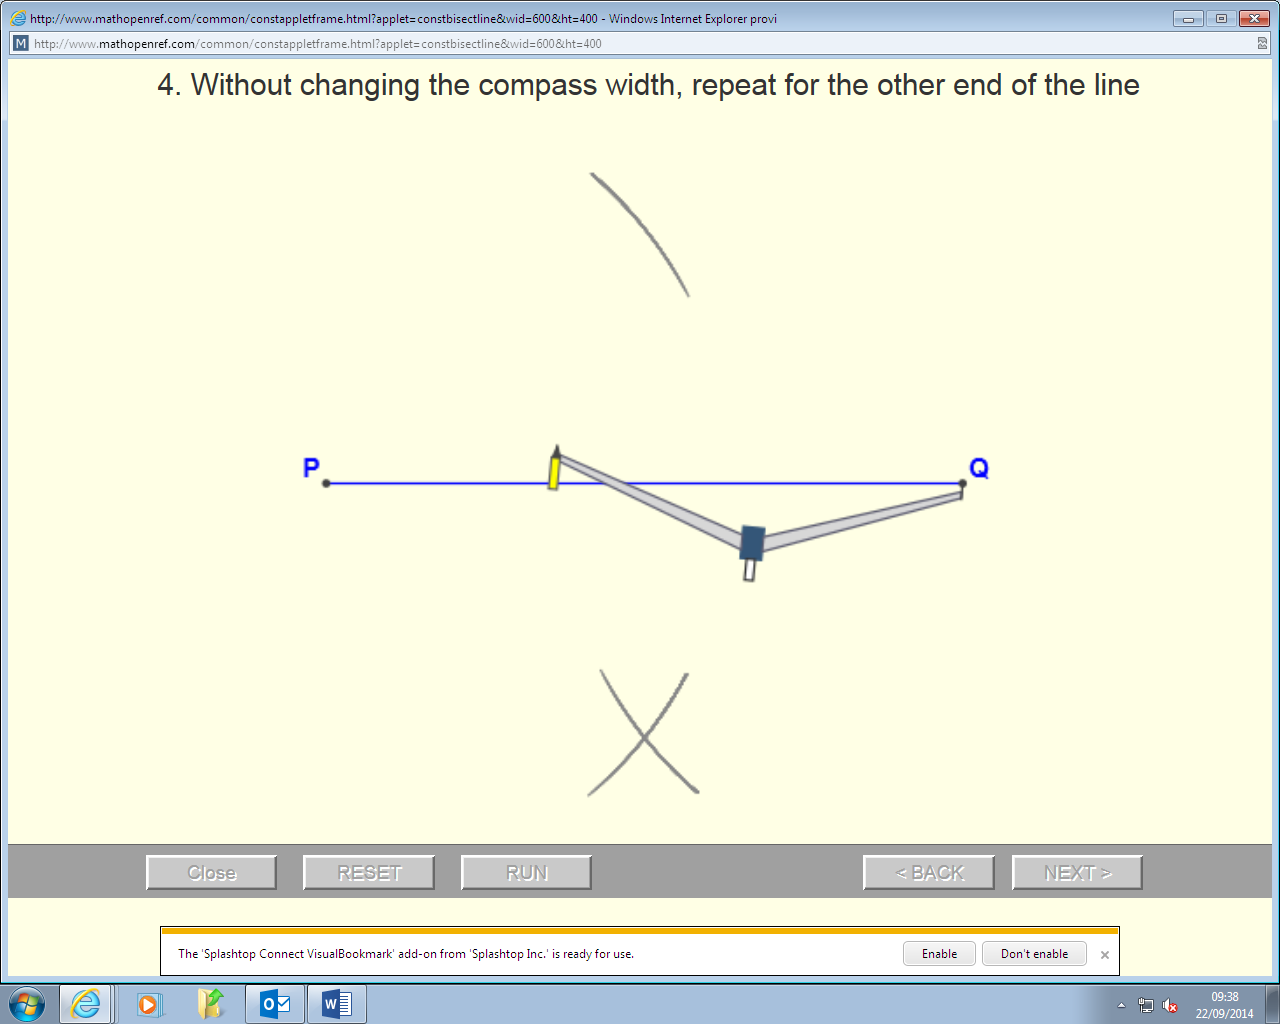 http://www.mathopenref.com/common/constappletframe.html?applet=constbisectline&wid=600&ht=400 - Windows Internet Explorer provi
M http://www.mathopenref.com/common/constappletframe.html?applet=constbisectline&wid=600&ht=400
4. Without changing the compass width, repeat for the other end of the line
P
Q
Close RESET RUN < BACK NEXT >
The 'Splashtop Connect VisualBookmark' add-on from 'Splashtop Inc.' is ready for use. Enable Don't enable ×
09:38
22/09/2014